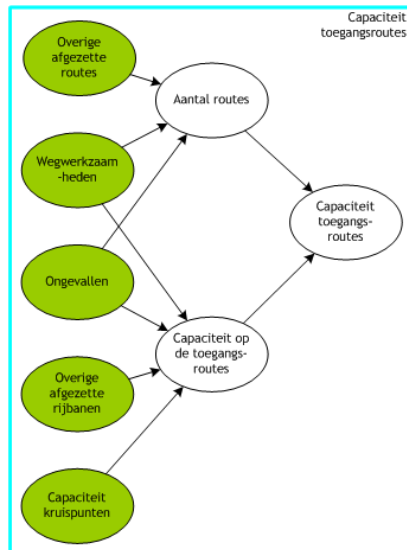 Capaciteit
toegangsroutes
Overige
afgezette
routes
Aantal routes
Wegwerkzaam
-heden
Capaciteit
toegangs-
routes
Ongevallen
Capaciteit op
de toegangs-
routes
Overige
afgezette
rijbanen
Capaciteit
kruispunten